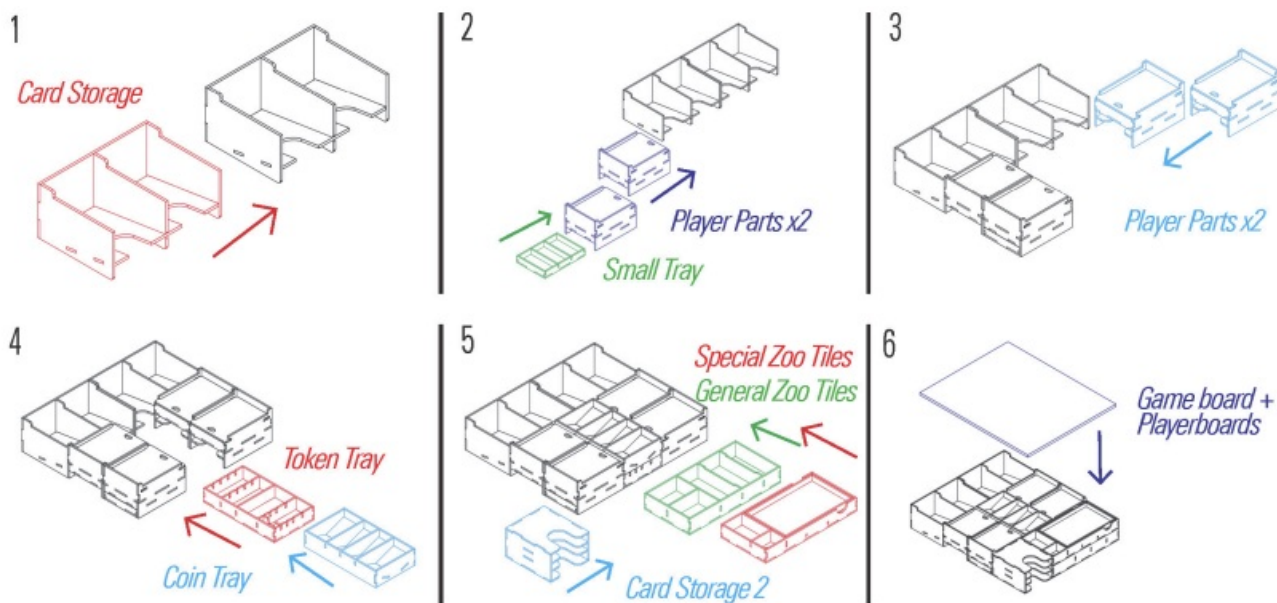 1
Card Storage
2
Player Parts x2
Small Tray
3
Player Parts x2
4
Token Tray
Coin Tray
5
Special Zoo Tiles
General Zoo Tiles
Card Storage 2
6
Game board +
Playerboards